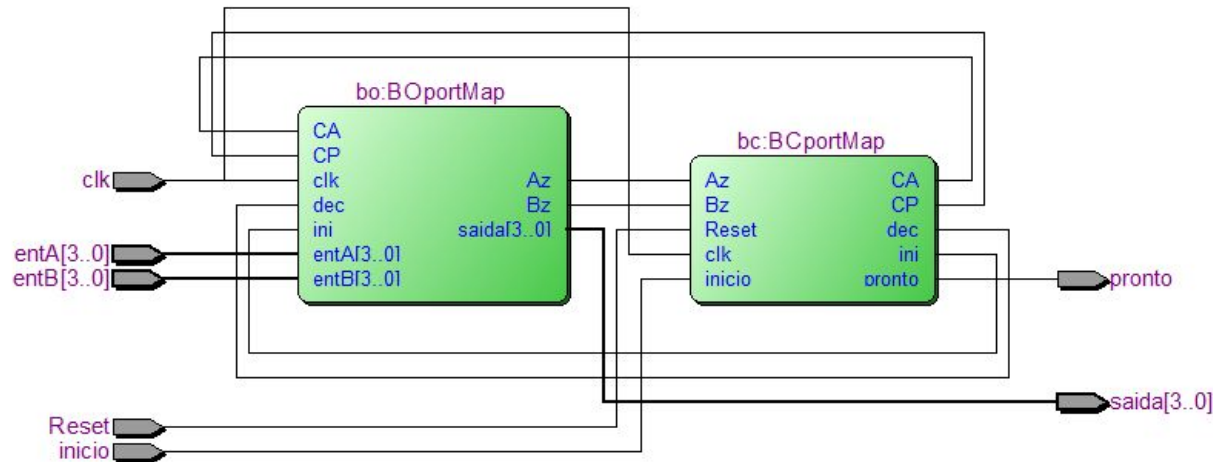 bo:BOportMap
CA
CP
clk
dec
ini
entA[3..0]
entB[3..0]
Az
Bz
saida[3..0]
bc:BCportMap
Az
Bz
Reset
clk
inicio
CA
CP
dec
ini
pronto
clk
entA[3..0]
entB[3..0]
Reset
inicio
pronto
saida[3..0]